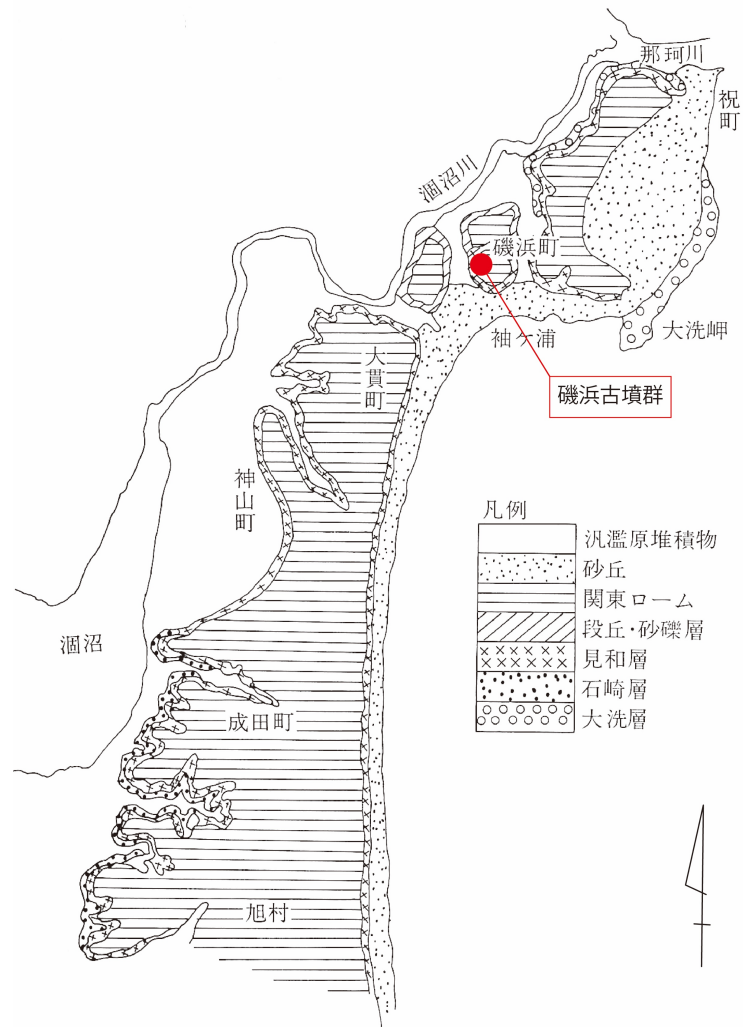 那珂川
祝町
涸沼川
磯浜町
袖ケ浦
大洗岬
大貫町
磯浜古墳群
神山町
涸沼
成田町
旭村
凡例
汎濫原堆積物
砂丘
関東ローム
段丘・砂礫層
見和層
石崎層
大洗層